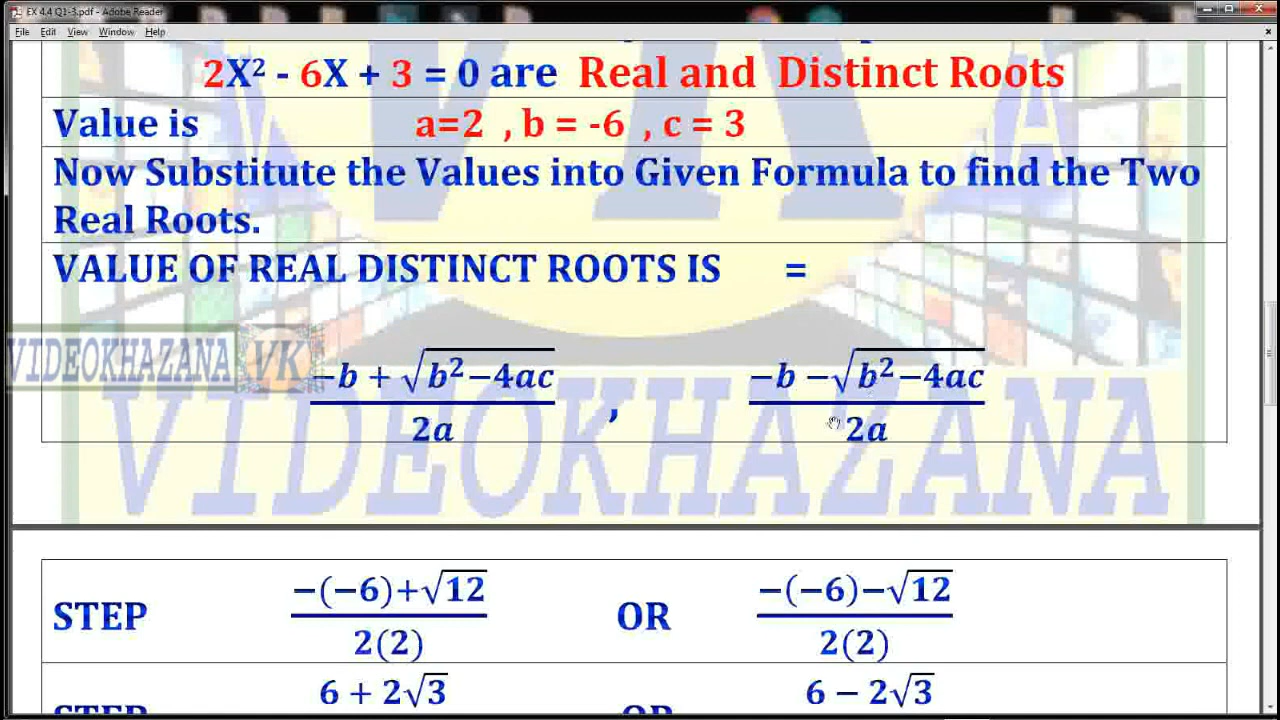 EX 4.4 Q1-3.pdf - Adobe Reader
File Edit View Window Help
2X² - 6X + 3 = 0 are Real and Distinct Roots
Value is a=2 , b = -6 , c = 3
Now Substitute the Values into Given Formula to find the Two
Real Roots.
VALUE OF REAL DISTINCT ROOTS IS =
VIDEOKHAZANA VK
−b + √b²−4ac , −b −√b²−4ac
2a 2a
VIDEOKHAZANA
STEP −(−6)+√12 OR −(−6)−√12
2(2) 2(2)
STEP 6 + 2√3 OR 6 − 2√3